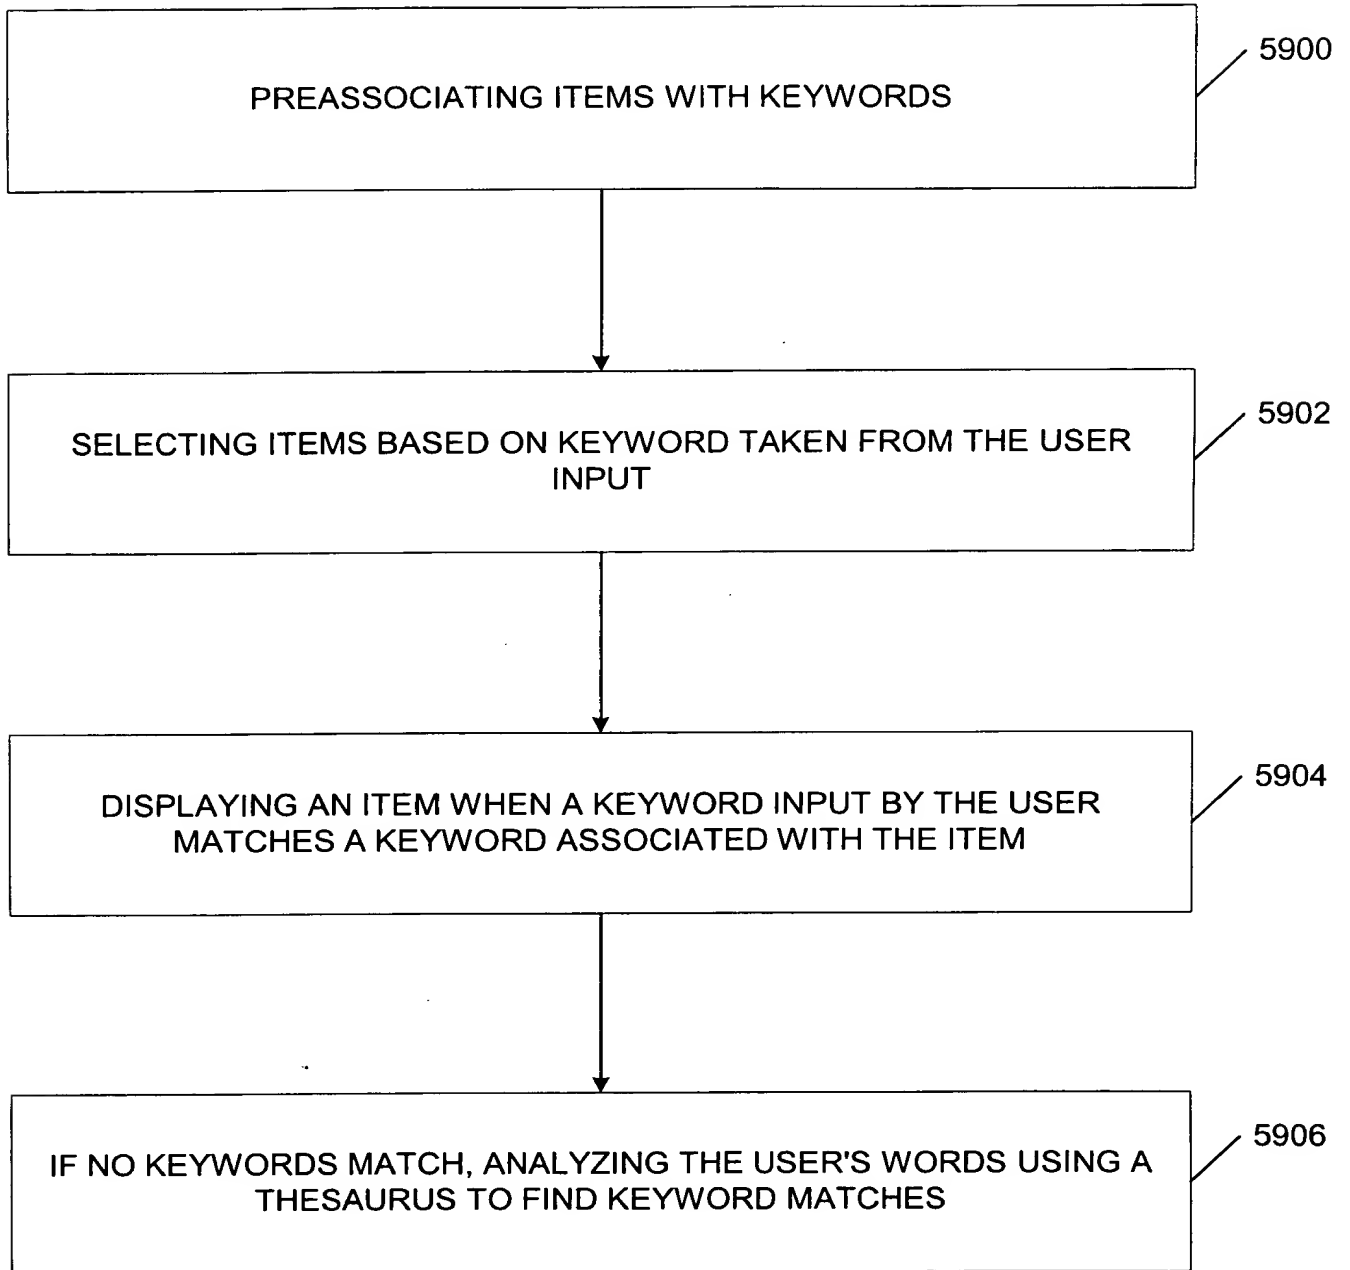 PREASSOCIATING ITEMS WITH KEYWORDS
5900
SELECTING ITEMS BASED ON KEYWORD TAKEN FROM THE USER
INPUT
5902
DISPLAYING AN ITEM WHEN A KEYWORD INPUT BY THE USER
MATCHES A KEYWORD ASSOCIATED WITH THE ITEM
5904
IF NO KEYWORDS MATCH, ANALYZING THE USER'S WORDS USING A
THESAURUS TO FIND KEYWORD MATCHES
5906